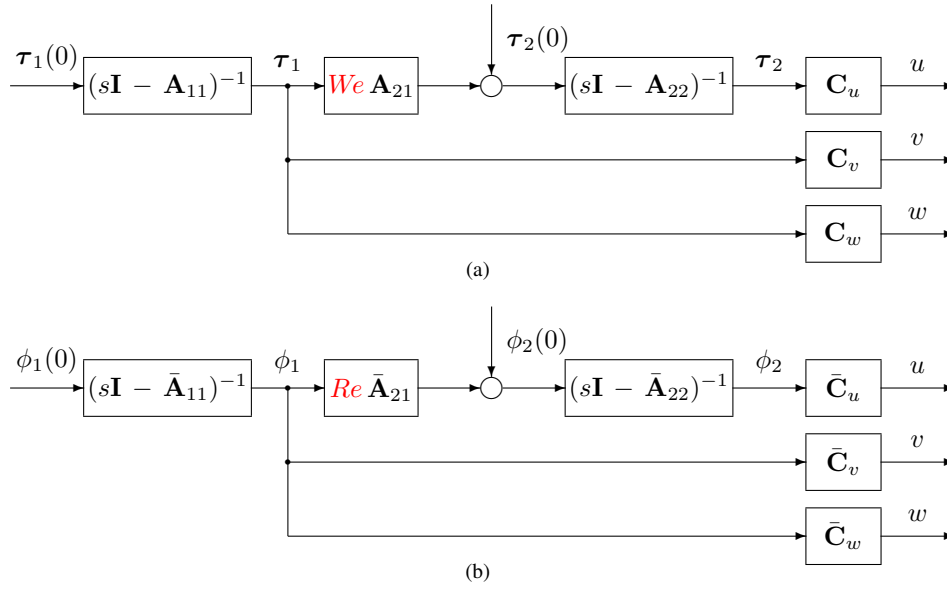 τ₁(0) (sI − A₁₁)⁻¹ τ₁ We A₂₁ τ₂(0) (sI − A₂₂)⁻¹ τ₂ C_u u
C_v v
C_w w
(a)
ϕ₁(0) (sI − Ā₁₁)⁻¹ ϕ₁ Re Ā₂₁ ϕ₂(0) (sI − Ā₂₂)⁻¹ ϕ₂ C̄_u u
C̄_v v
C̄_w w
(b)